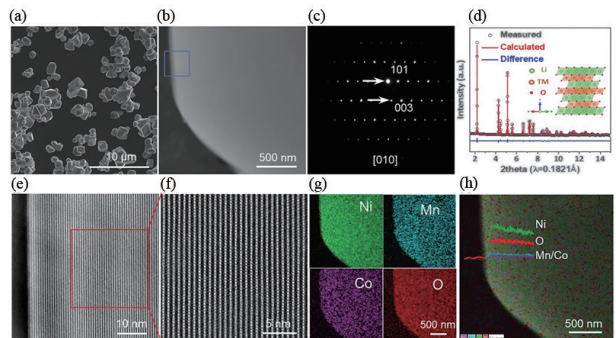 (a)
10 μm
(b)
500 nm
(c)
101
003
[010]
(d)
Measured
Calculated
Difference
Li
TM
O
Intensity (a.u.)
2 4 6 8 10 12 14
2theta (λ=0.1821Å)
(e)
10 nm
(f)
5 nm
(g)
Ni
Mn
Co
O
500 nm
(h)
Ni
O
Mn/Co
500 nm